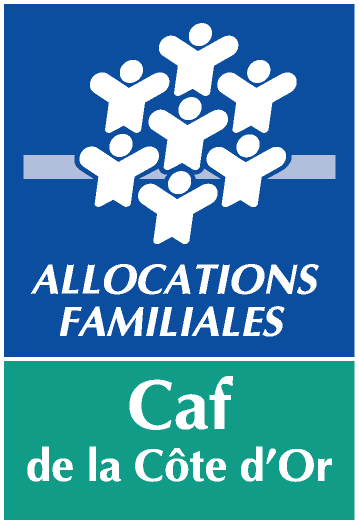 ALLOCATIONS
FAMILIALES
Caf
de la Côte d’Or